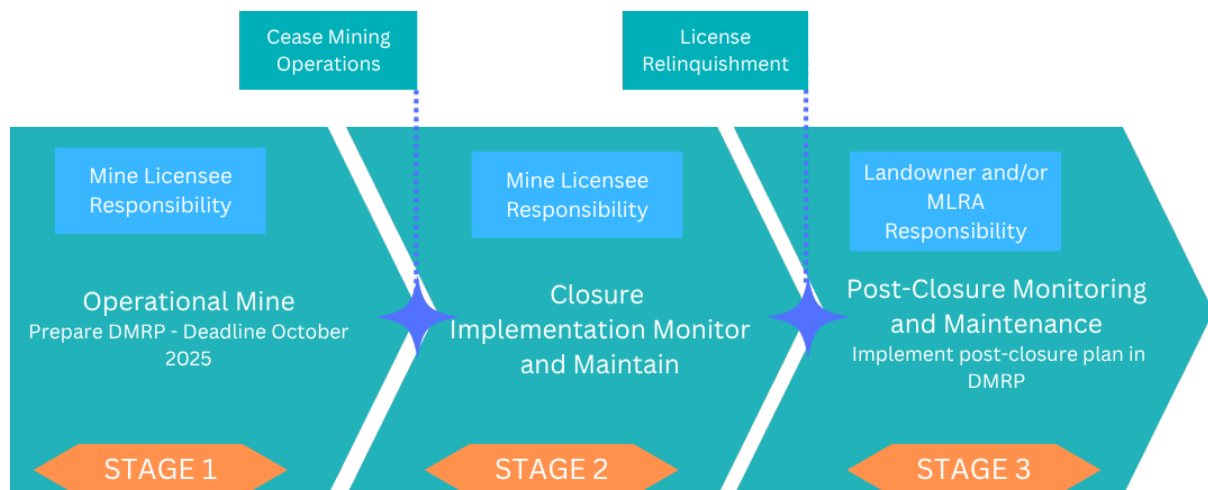 Cease Mining
Operations
License
Relinquishment
Mine Licensee
Responsibility
Operational Mine
Prepare DMRP - Deadline October
2025
STAGE 1
Mine Licensee
Responsibility
Closure
Implementation Monitor
and Maintain
STAGE 2
Landowner and/or
MLRA
Responsibility
Post-Closure Monitoring
and Maintenance
Implement post-closure plan in
DMRP
STAGE 3